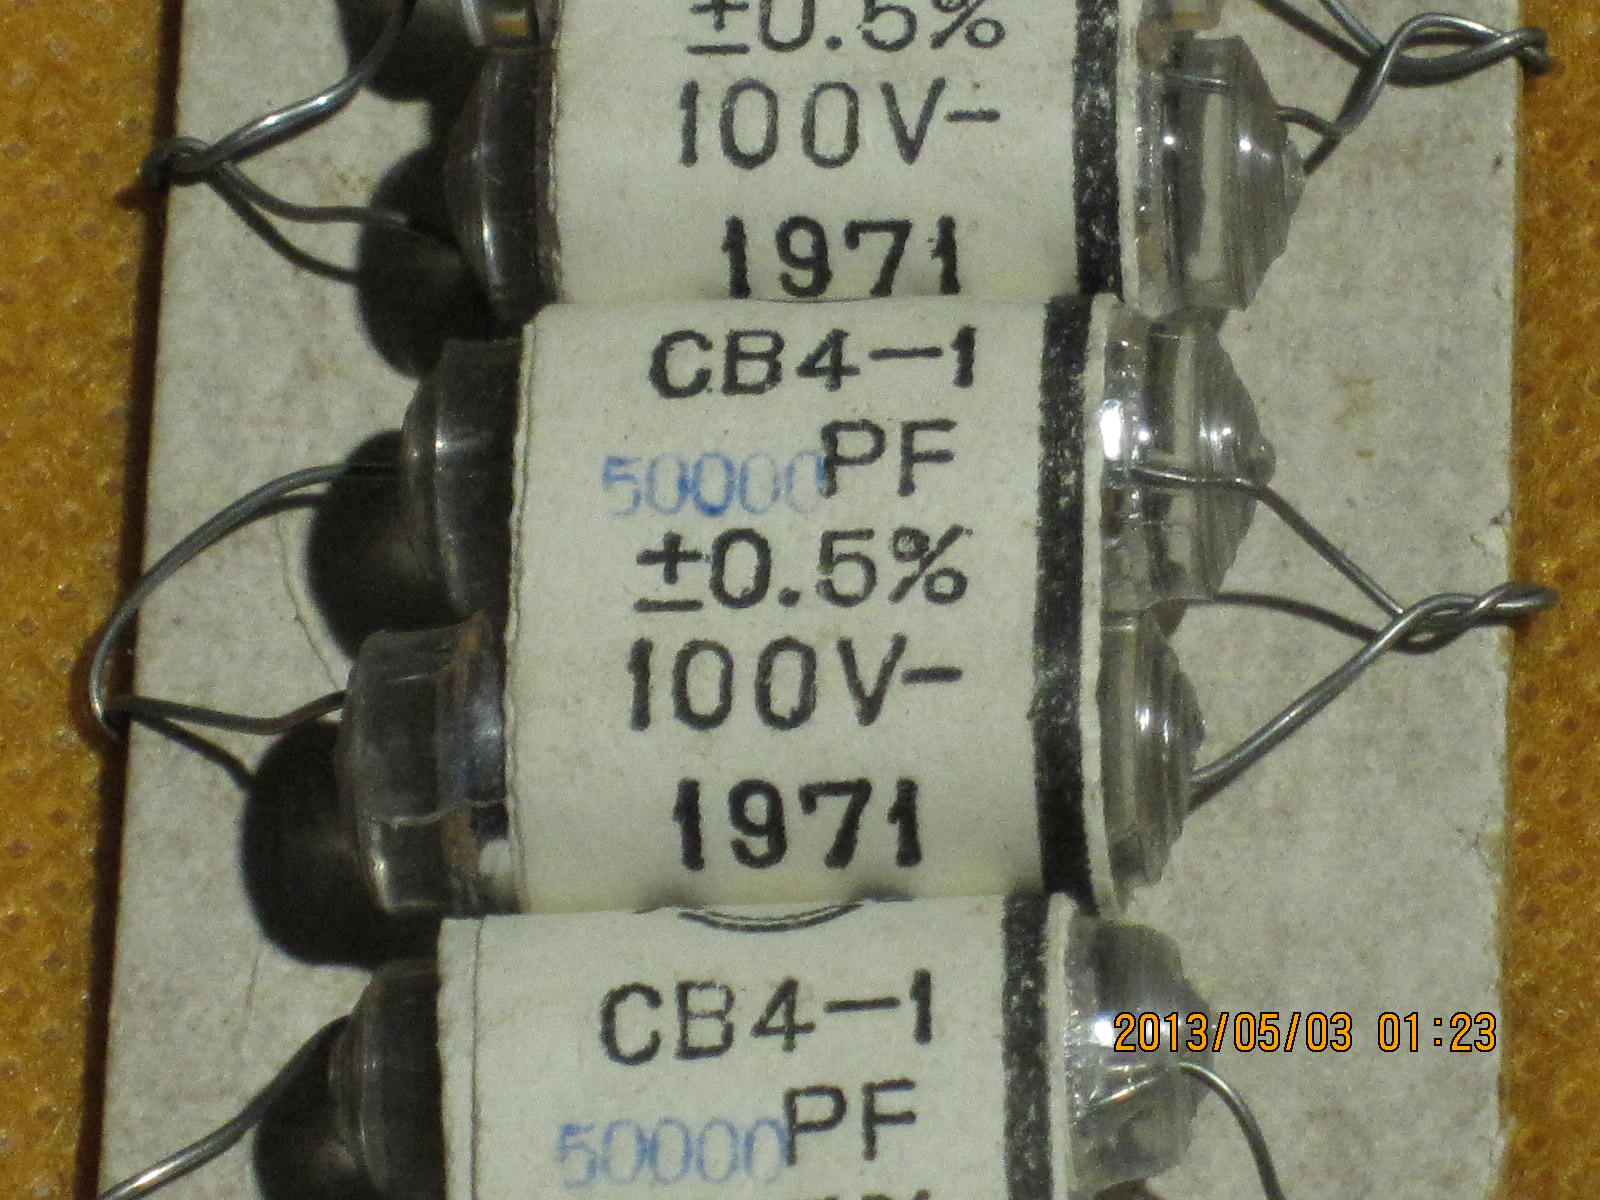 ±0.5%
100V-
1971
CB4-1
50000PF
±0.5%
100V-
1971
CB4-1
2013/05/03 01:23
50000PF